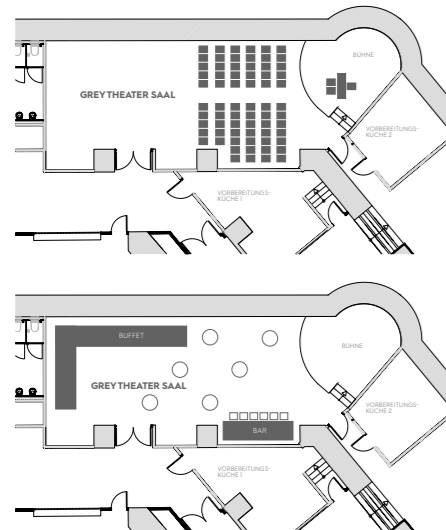 BÜHNE
GREY THEATER SAAL
VORBEREITUNGS-
KÜCHE 2
VORBEREITUNGS-
KÜCHE 1
BUFFET
BÜHNE
GREY THEATER SAAL
VORBEREITUNGS-
KÜCHE 2
BAR
VORBEREITUNGS-
KÜCHE 1